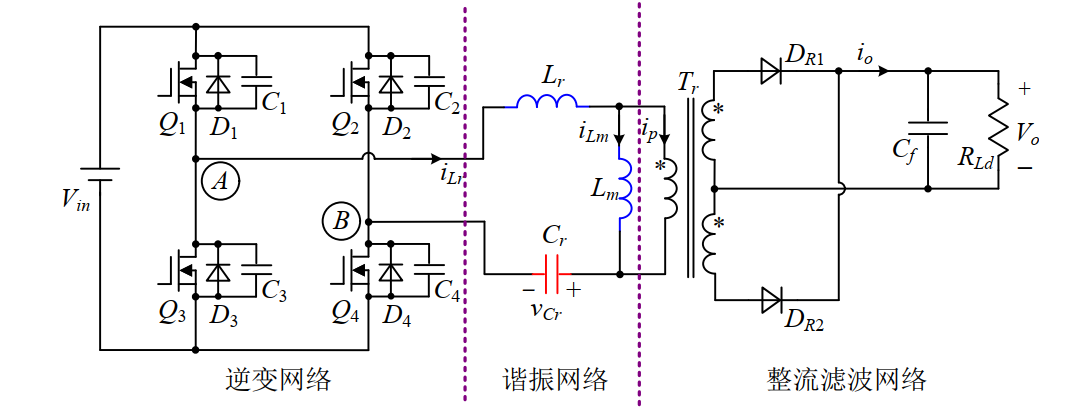 Q1 D1 C1
Q2 D2 C2
Vin
A
B
iLr
Q3 D3 C3
Q4 D4 C4
Lr
iLm
ip
Lm
Cr
− vCr +
Tr
*
*
*
DR1
io
Cf
RLd
+
Vo
−
DR2
逆变网络
谐振网络
整流滤波网络